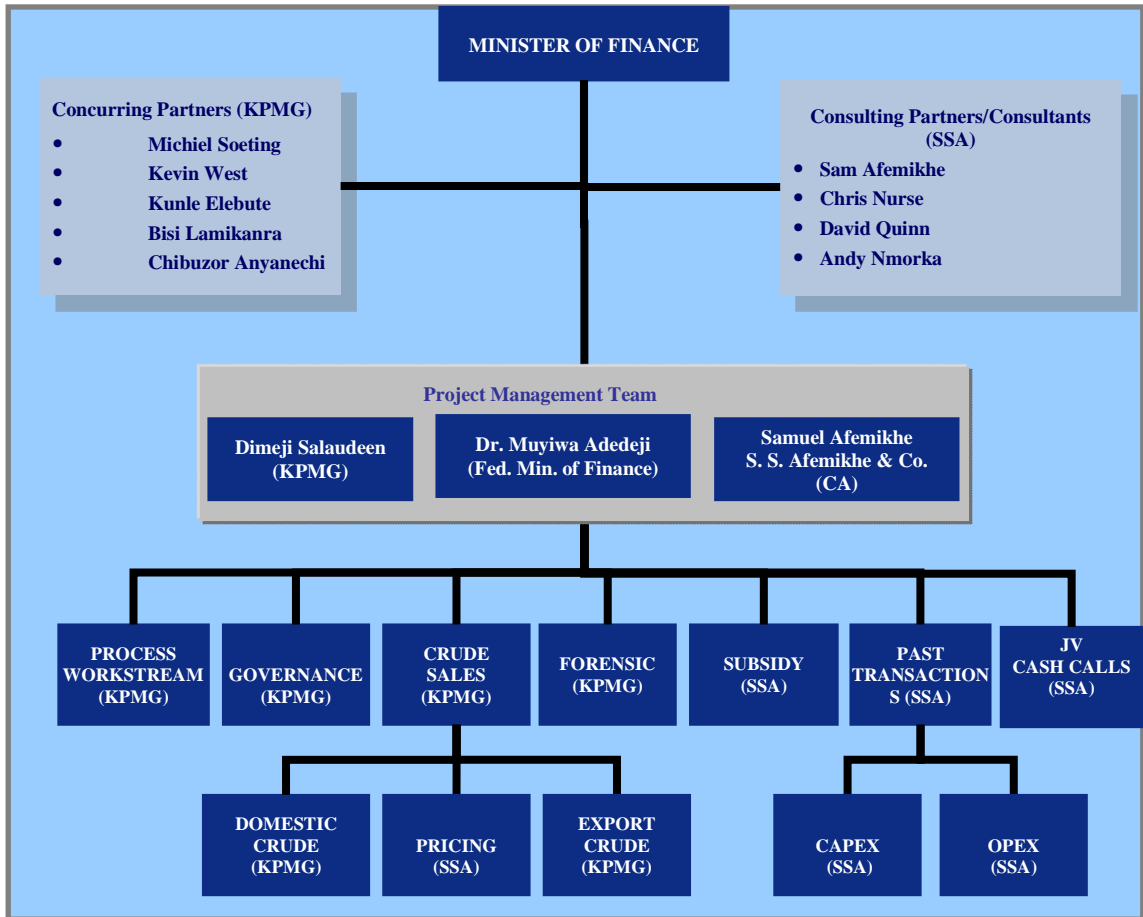 MINISTER OF FINANCE
Concurring Partners (KPMG)
• Michiel Soeting
• Kevin West
• Kunle Elebute
• Bisi Lamikanra
• Chibuzor Anyanechi
Consulting Partners/Consultants
(SSA)
• Sam Afemikhe
• Chris Nurse
• David Quinn
• Andy Nmorka
Project Management Team
Dimeji Salaudeen
(KPMG)
Dr. Muyiwa Adedeji
(Fed. Min. of Finance)
Samuel Afemikhe
S. S. Afemikhe & Co.
(CA)
PROCESS
WORKSTREAM
(KPMG)
GOVERNANCE
(KPMG)
CRUDE
SALES
(KPMG)
FORENSIC
(KPMG)
SUBSIDY
(SSA)
PAST
TRANSACTION
S (SSA)
JV
CASH CALLS
(SSA)
DOMESTIC
CRUDE
(KPMG)
PRICING
(SSA)
EXPORT
CRUDE
(KPMG)
CAPEX
(SSA)
OPEX
(SSA)